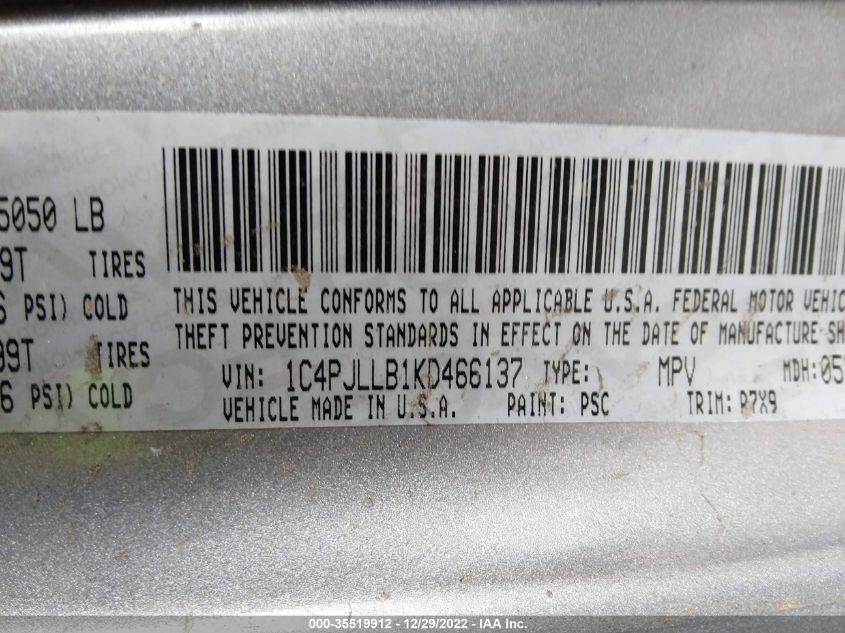 5050 LB
9T TIRES
6 PSI) COLD
99T TIRES
6 PSI) COLD
THIS VEHICLE CONFORMS TO ALL APPLICABLE U.S.A. FEDERAL MOTOR VEHIC
THEFT PREVENTION STANDARDS IN EFFECT ON THE DATE OF MANUFACTURE SH
VIN: 1C4PJLLB1KD466137 TYPE: MPV MDH:05
VEHICLE MADE IN U.S.A. PAINT: PSC TRIM: P7X9
000-35519912 - 12/29/2022 - IAA Inc.